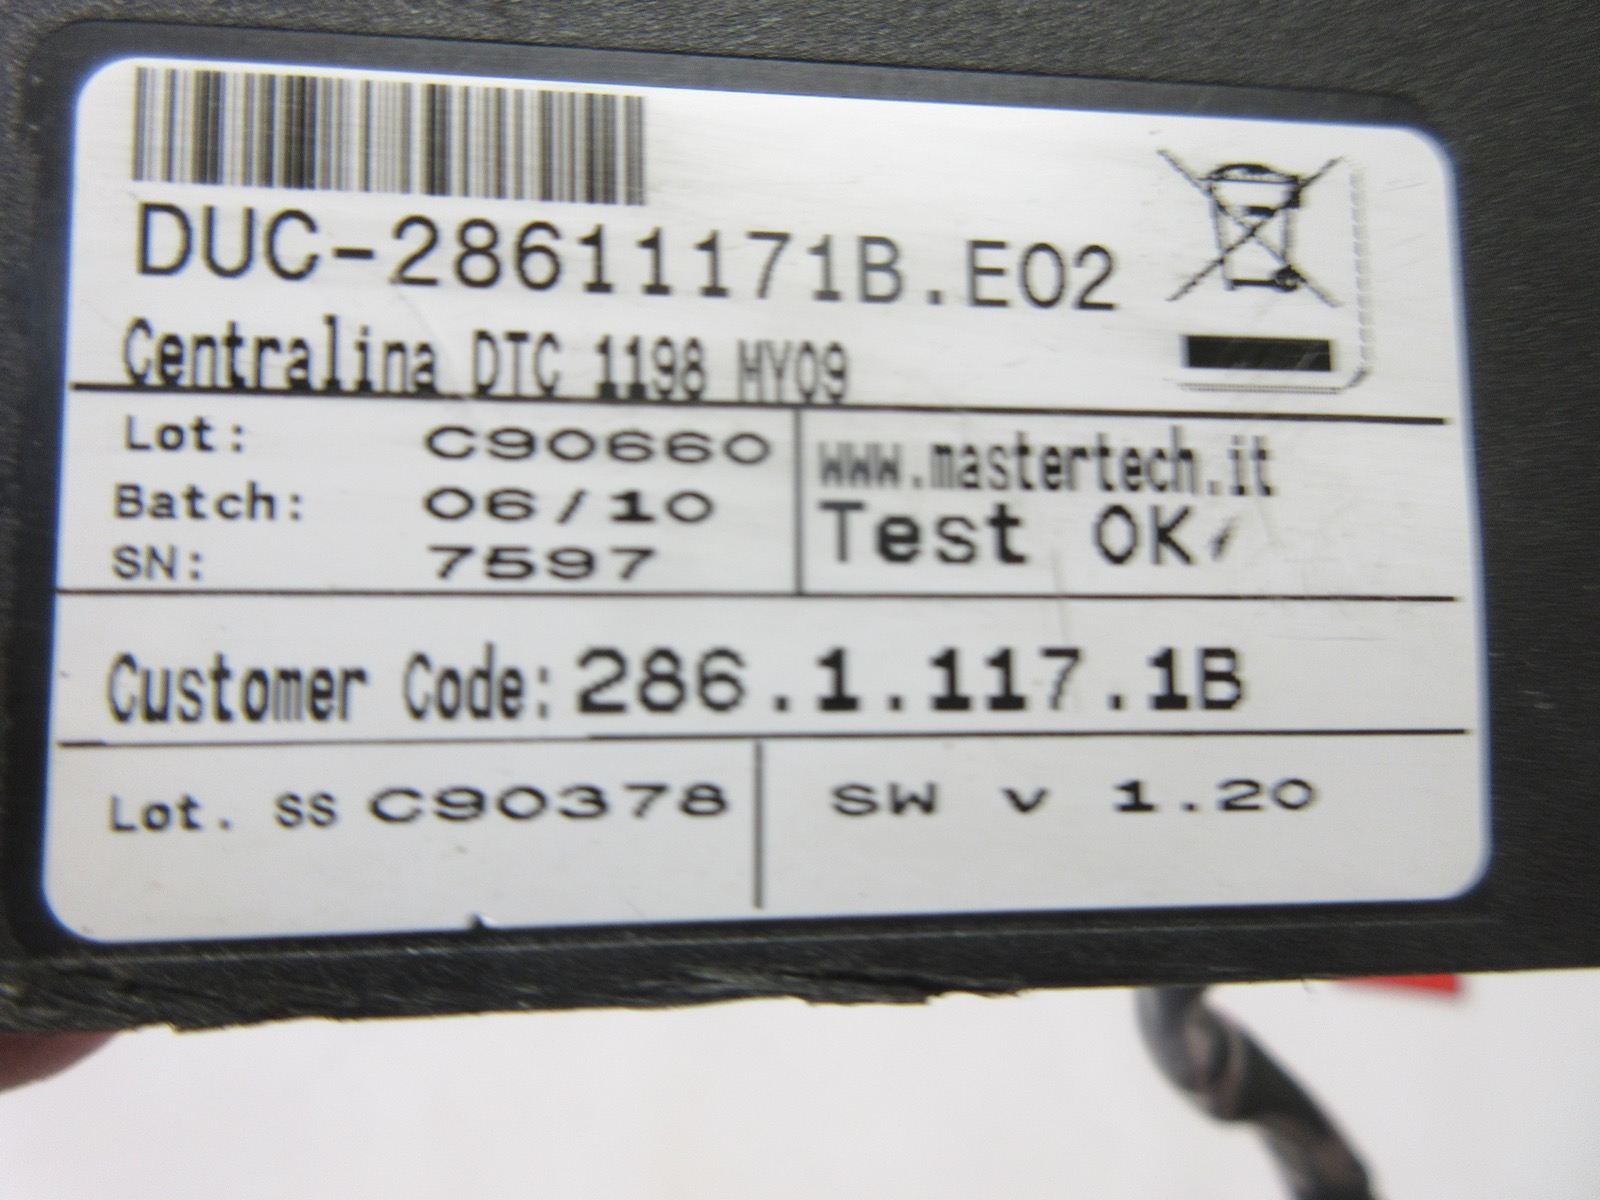 DUC-28611171B.E02
Centralina DTC 1198 MY09
Lot: C90660
Batch: 06/10
SN: 7597
www.mastertech.it
Test OK
Customer Code: 286.1.117.1B
Lot. SS C90378
SW v 1.20